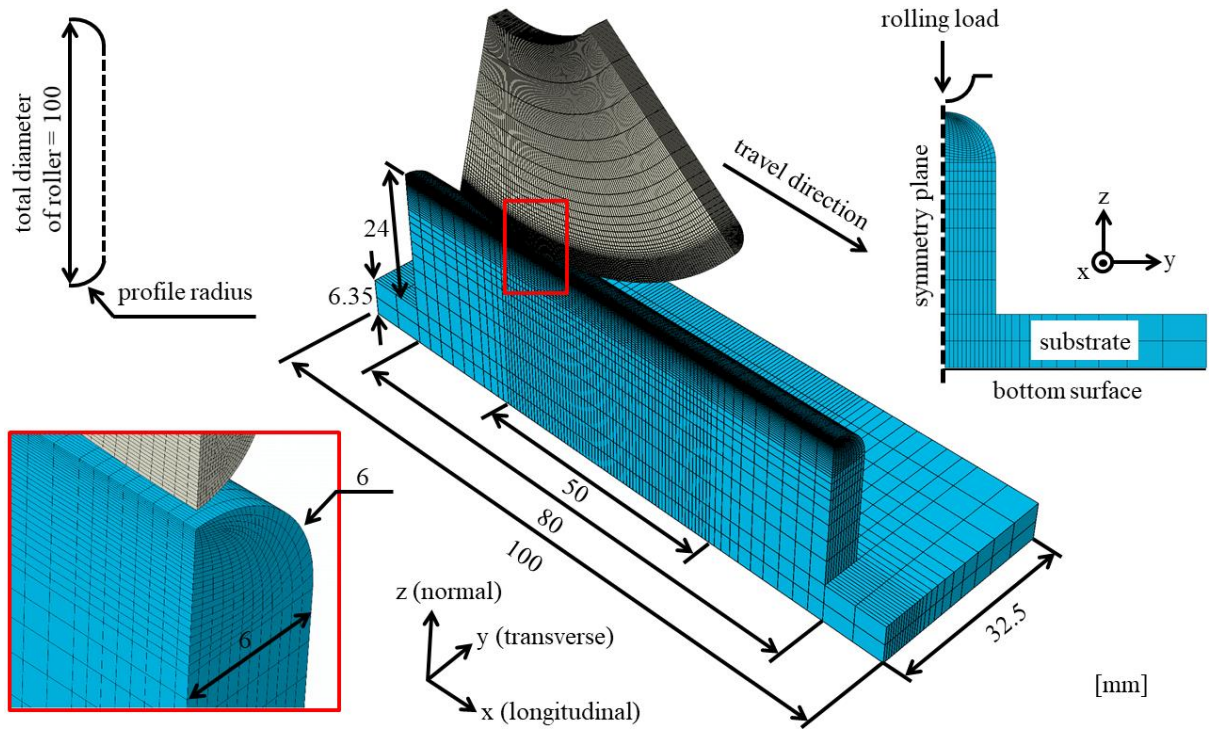 total diameter
of roller = 100
profile radius
rolling load
travel direction
symmetry plane
z
x
y
substrate
bottom surface
24
6.35
50
80
100
32.5
6
6
z (normal)
y (transverse)
x (longitudinal)
[mm]